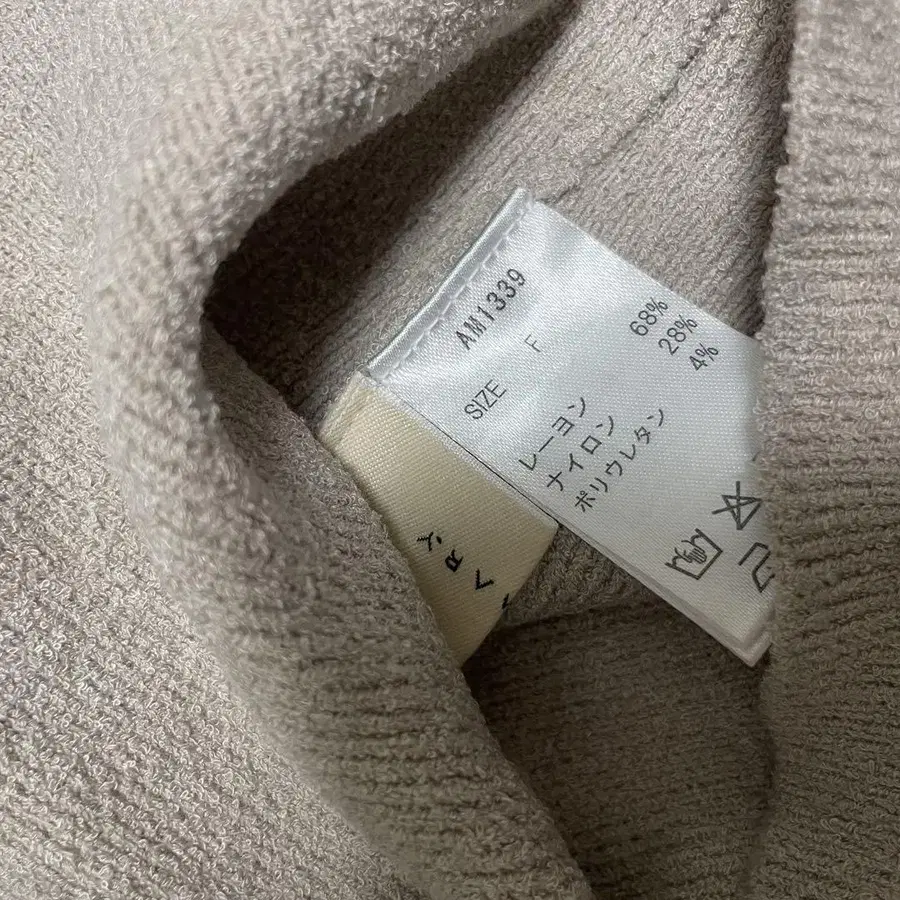 AM1339
SIZE F
レーヨン 68%
ナイロン 28%
ポリウレタン 4%